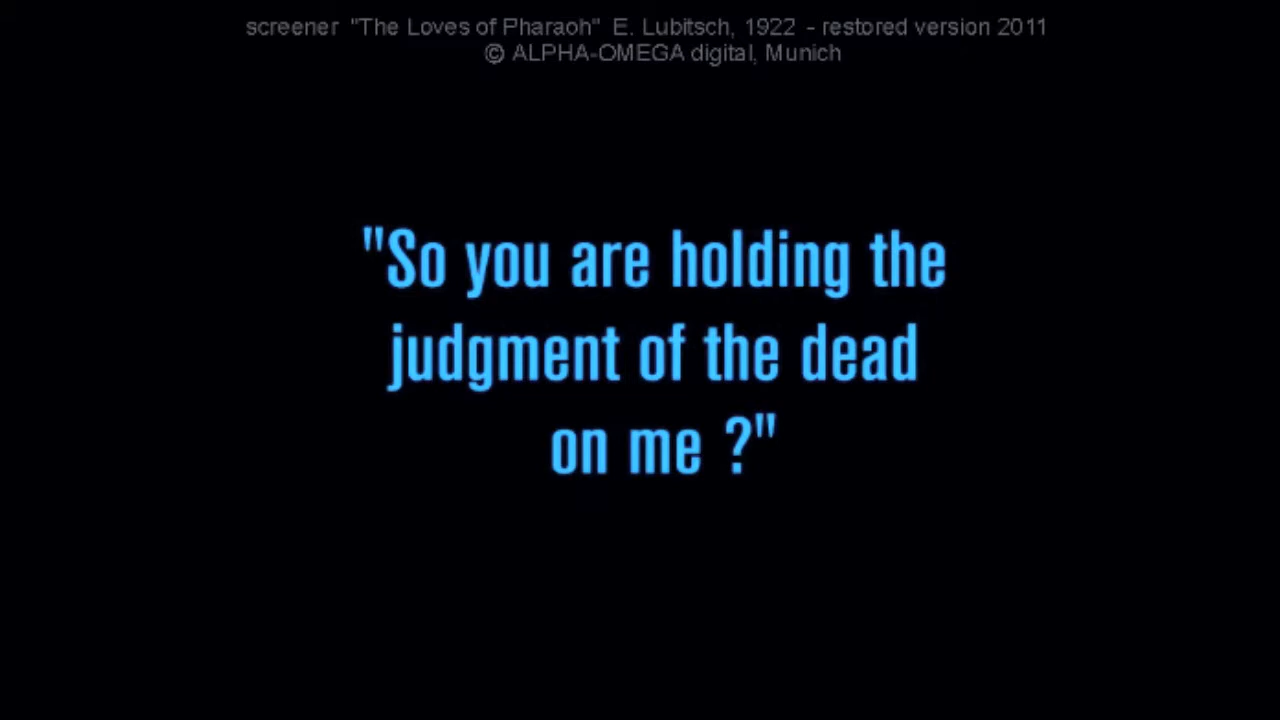 screener "The Loves of Pharaoh" E. Lubitsch, 1922 - restored version 2011
© ALPHA-OMEGA digital, Munich
"So you are holding the
judgment of the dead
on me ?"